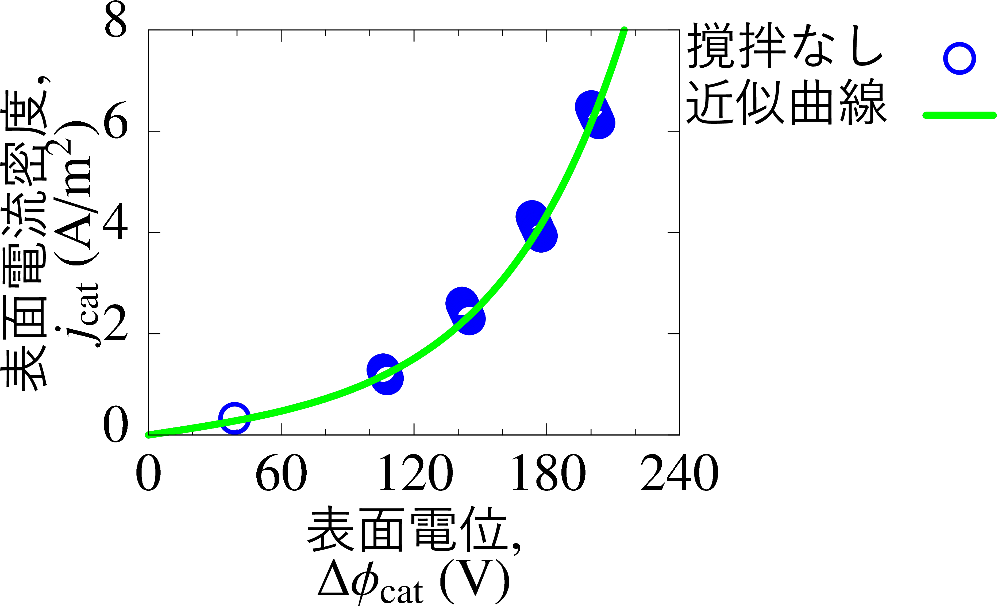 8
6
4
2
0
0 60 120 180 240
表面電流密度,
j_cat (A/m²)
表面電位,
Δϕ_cat (V)
撹拌なし
近似曲線